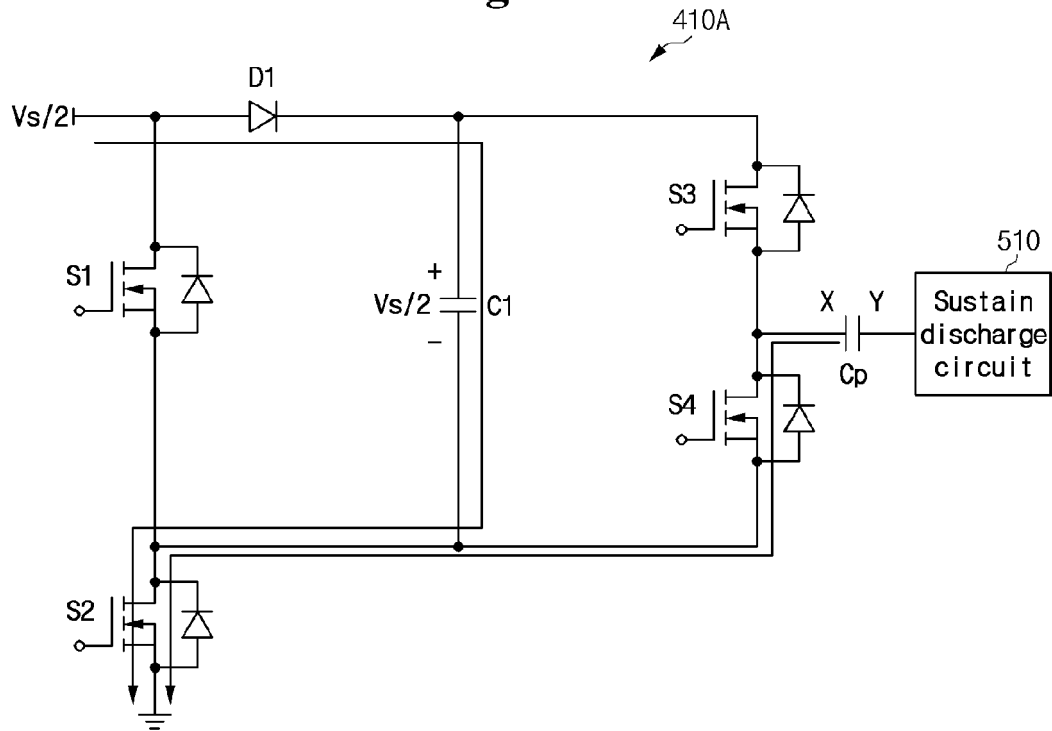 g
410A
D1
Vs/2
S3
510
S1
+
Vs/2
C1
−
X
Y
Sustain
discharge
circuit
Cp
S4
S2